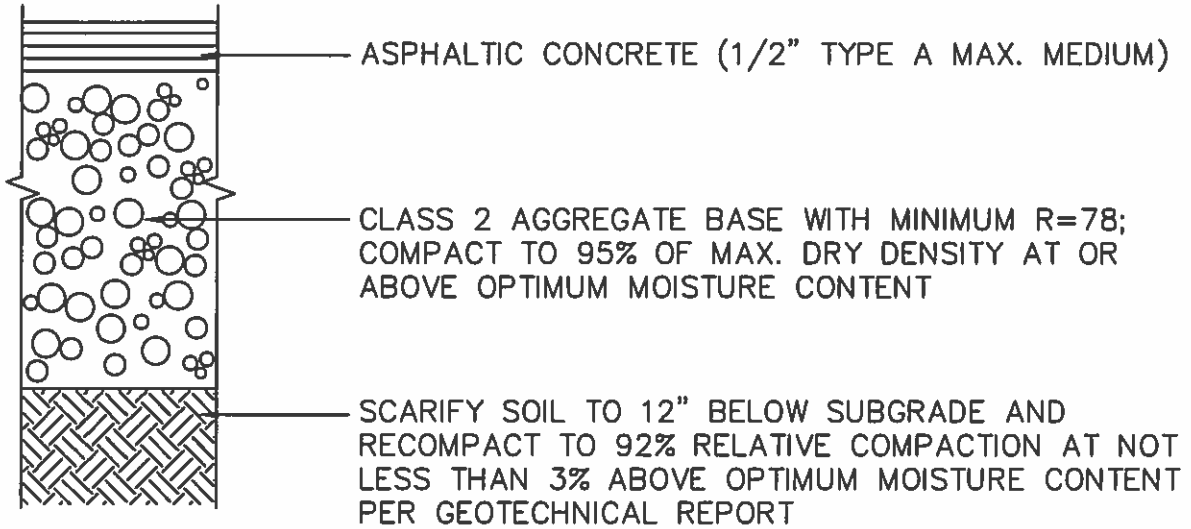 ASPHALTIC CONCRETE (1/2" TYPE A MAX. MEDIUM)
CLASS 2 AGGREGATE BASE WITH MINIMUM R=78;
COMPACT TO 95% OF MAX. DRY DENSITY AT OR
ABOVE OPTIMUM MOISTURE CONTENT
SCARIFY SOIL TO 12" BELOW SUBGRADE AND
RECOMPACT TO 92% RELATIVE COMPACTION AT NOT
LESS THAN 3% ABOVE OPTIMUM MOISTURE CONTENT
PER GEOTECHNICAL REPORT